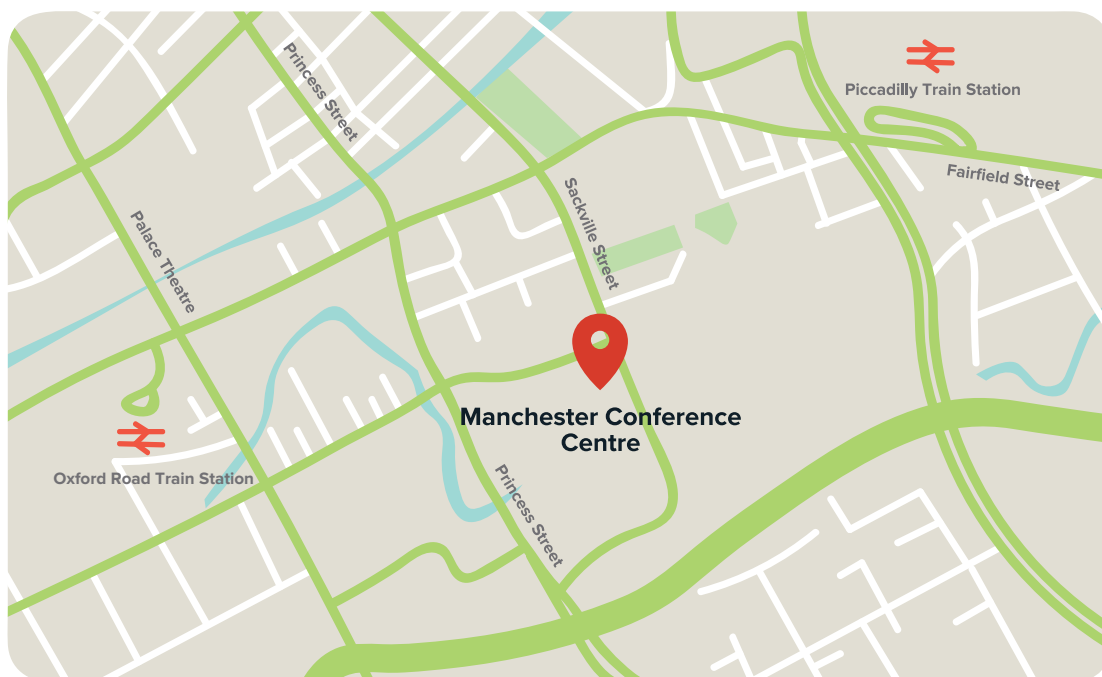 Princess Street
Piccadilly Train Station
Fairfield Street
Sackville Street
Palace Theatre
Manchester Conference
Centre
Oxford Road Train Station
Princess Street